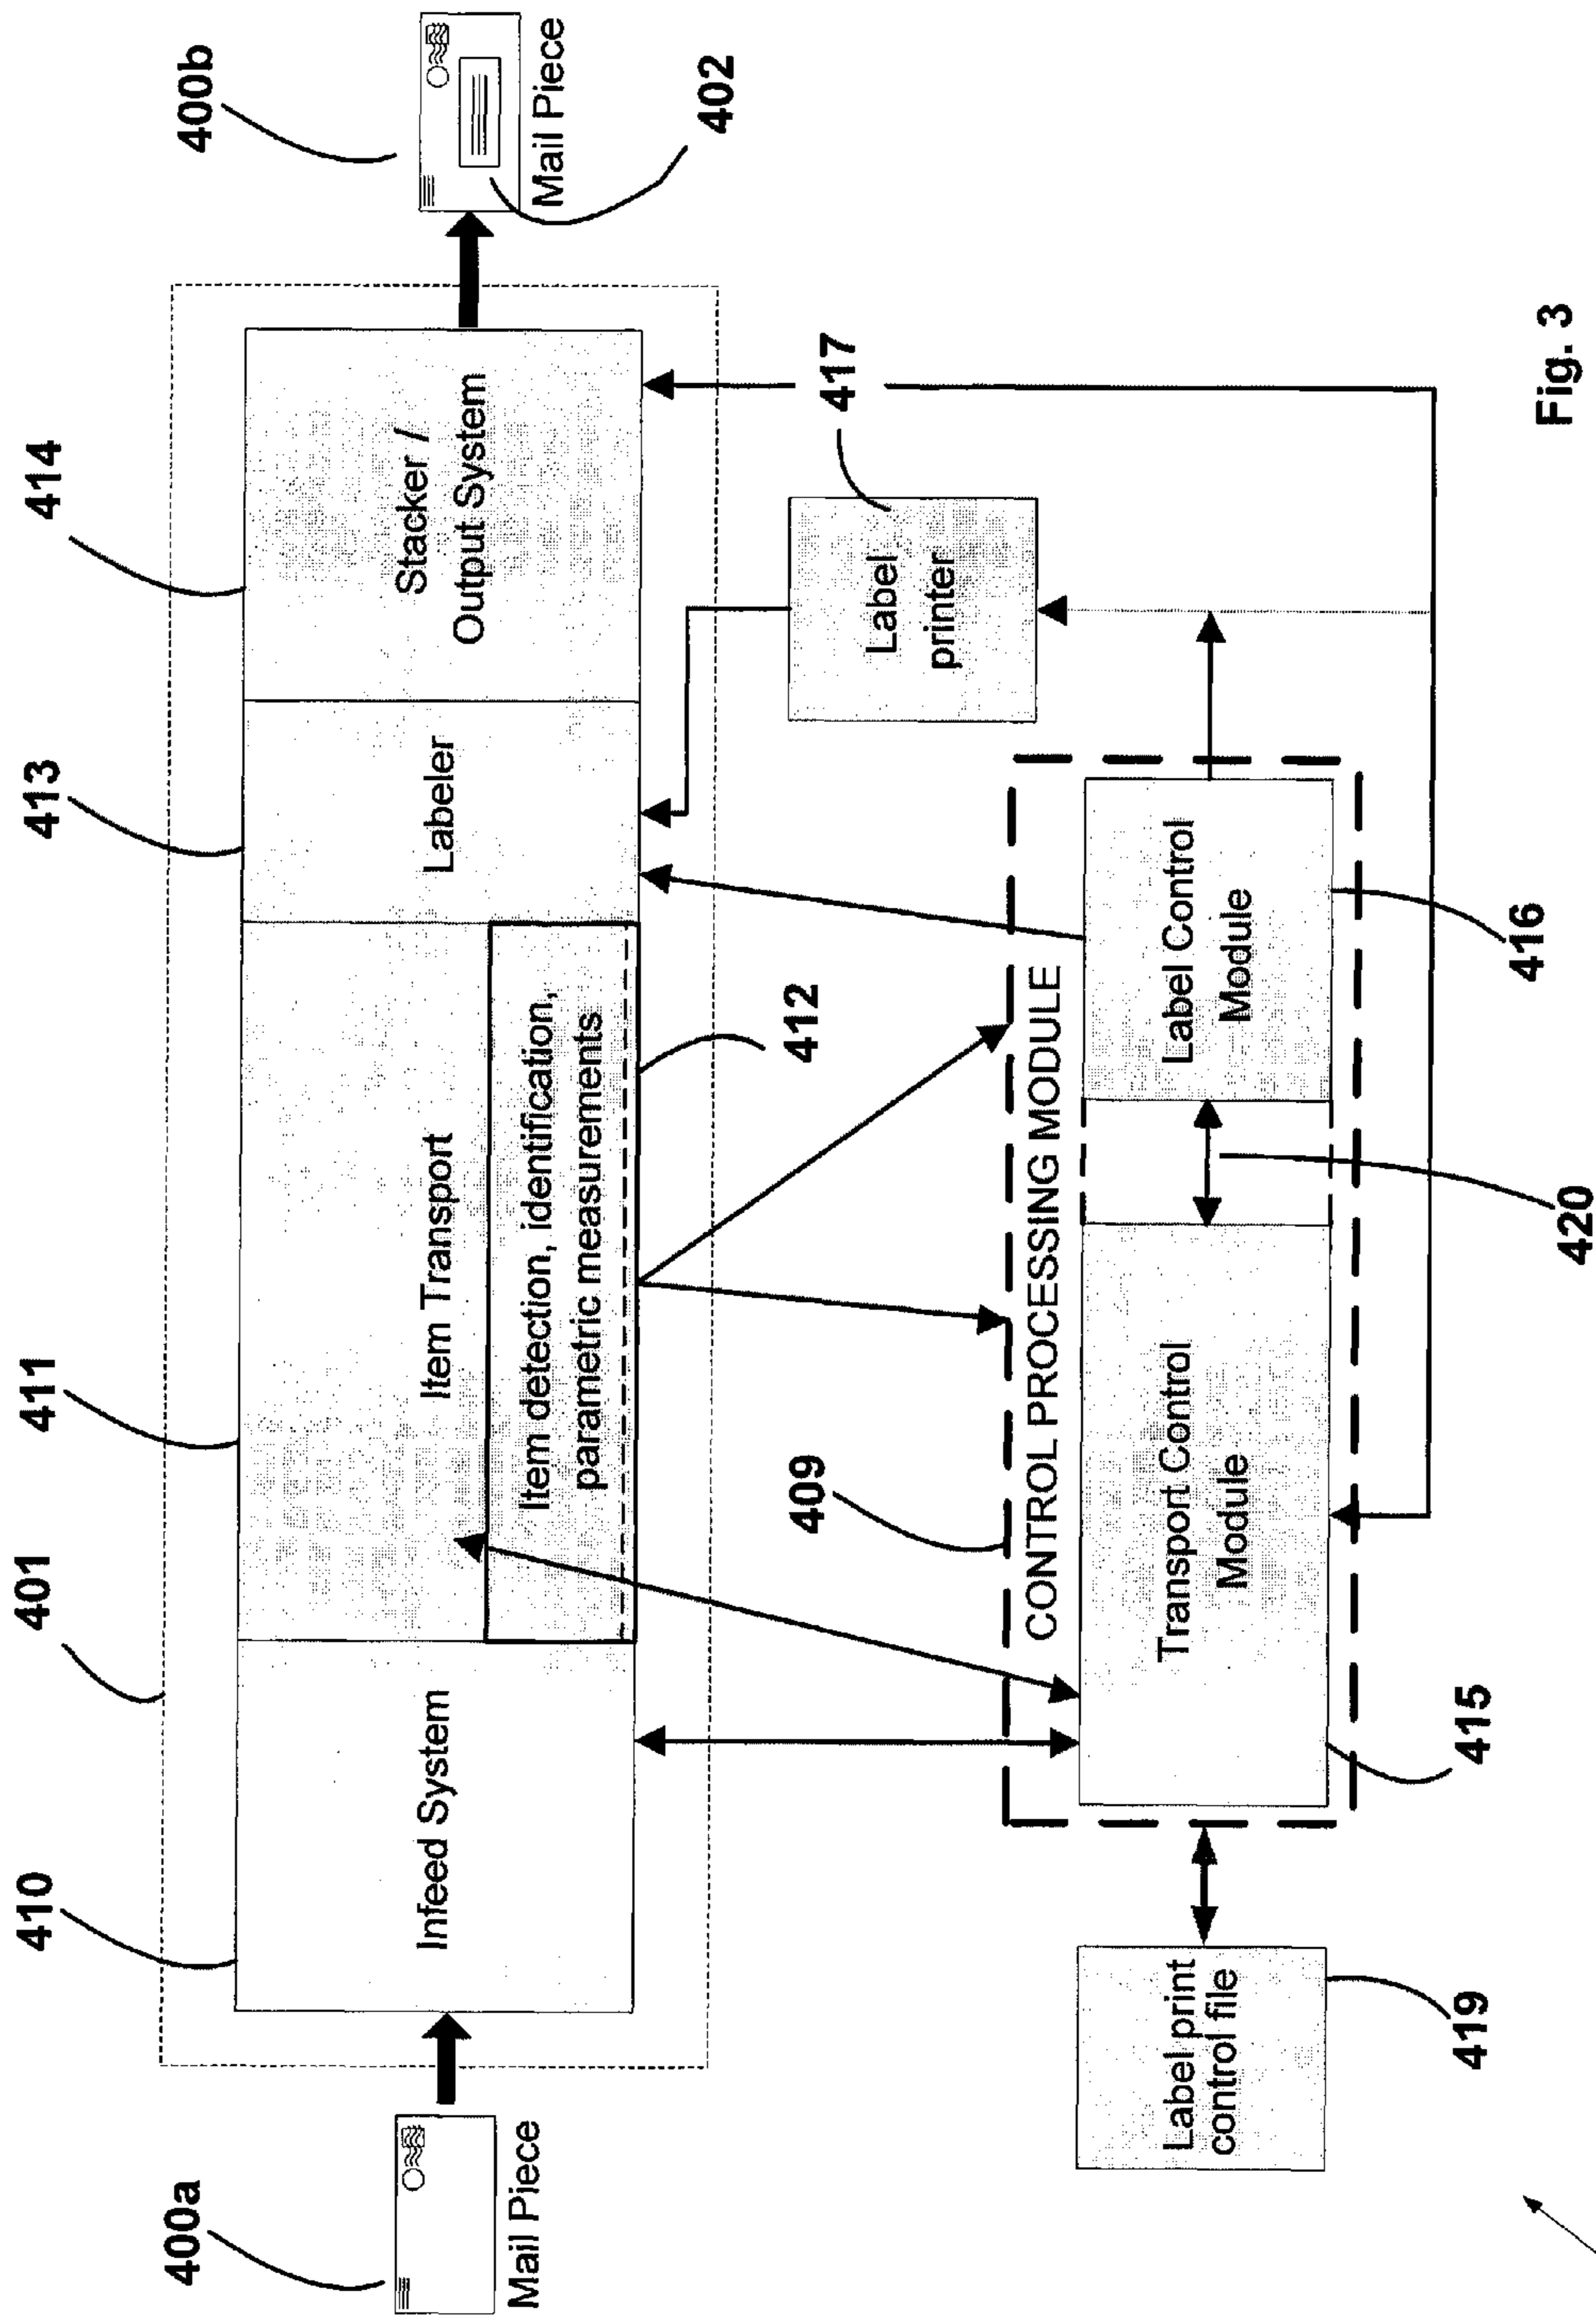 401
410
411
413
414
400b
400a
Infeed System
Item Transport
Labeler
Stacker /
Output System
Item detection, identification,
parametric measurements
Mail Piece
Mail Piece
402
412
417
409
CONTROL PROCESSING MODULE
Label
printer
Label print
control file
Transport Control
Module
Label Control
Module
419
415
420
416
Fig. 3